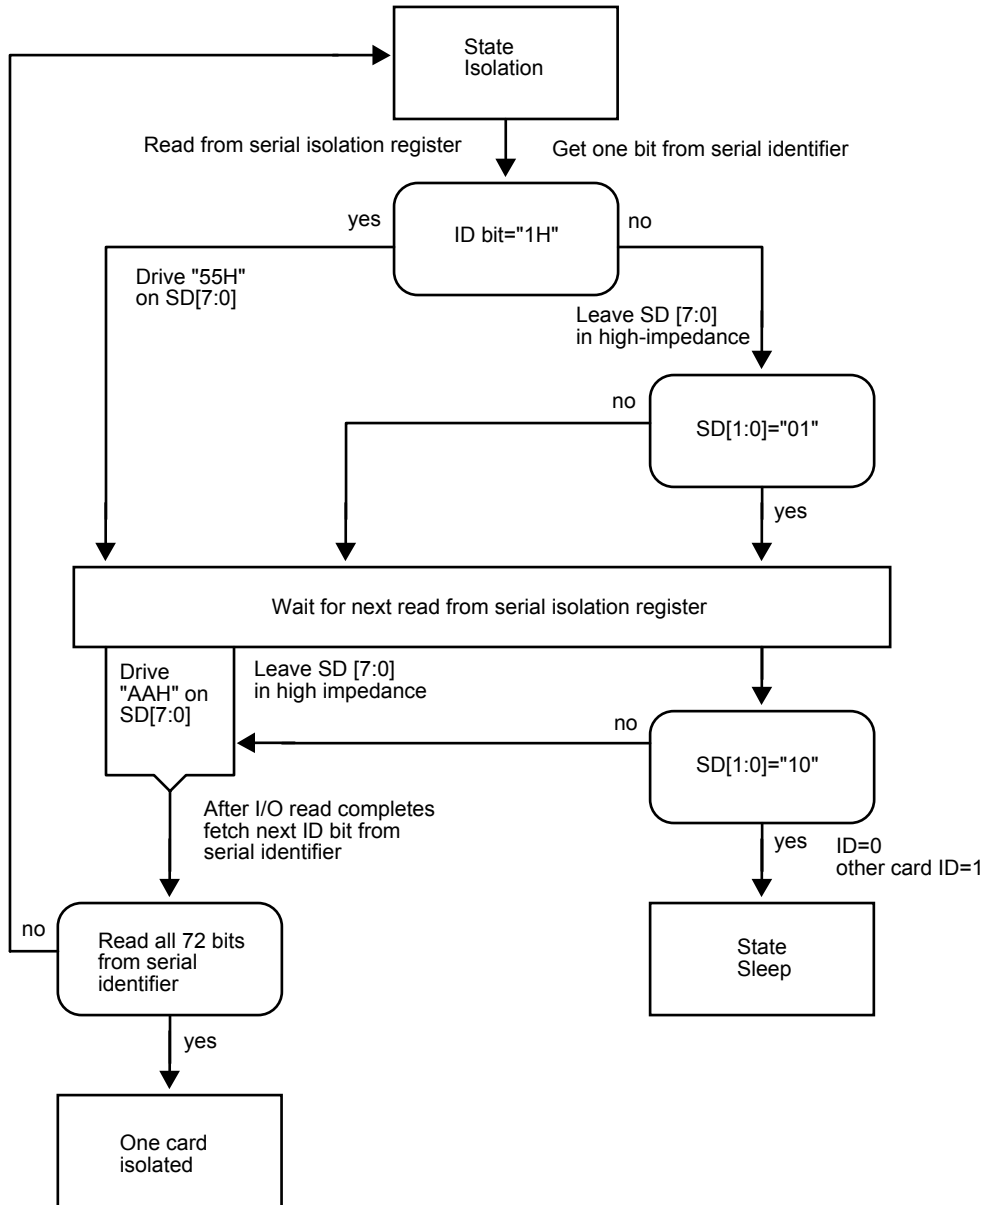 State
Isolation
Read from serial isolation register
Get one bit from serial identifier
yes
ID bit="1H"
no
Drive "55H"
on SD[7:0]
Leave SD [7:0]
in high-impedance
no
SD[1:0]="01"
yes
Wait for next read from serial isolation register
Drive
"AAH" on
SD[7:0]
Leave SD [7:0]
in high impedance
no
SD[1:0]="10"
After I/O read completes
fetch next ID bit from
serial identifier
yes
ID=0
other card ID=1
no
Read all 72 bits
from serial
identifier
State
Sleep
yes
One card
isolated